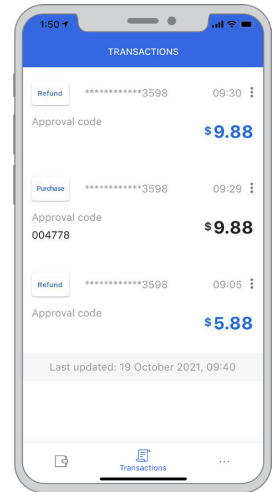 1:50
TRANSACTIONS
Refund ************3598 09:30
Approval code
$9.88
Purchase ************3598 09:29
Approval code
004778
$9.88
Refund ************3598 09:05
Approval code
$5.88
Last updated: 19 October 2021, 09:40
Transactions